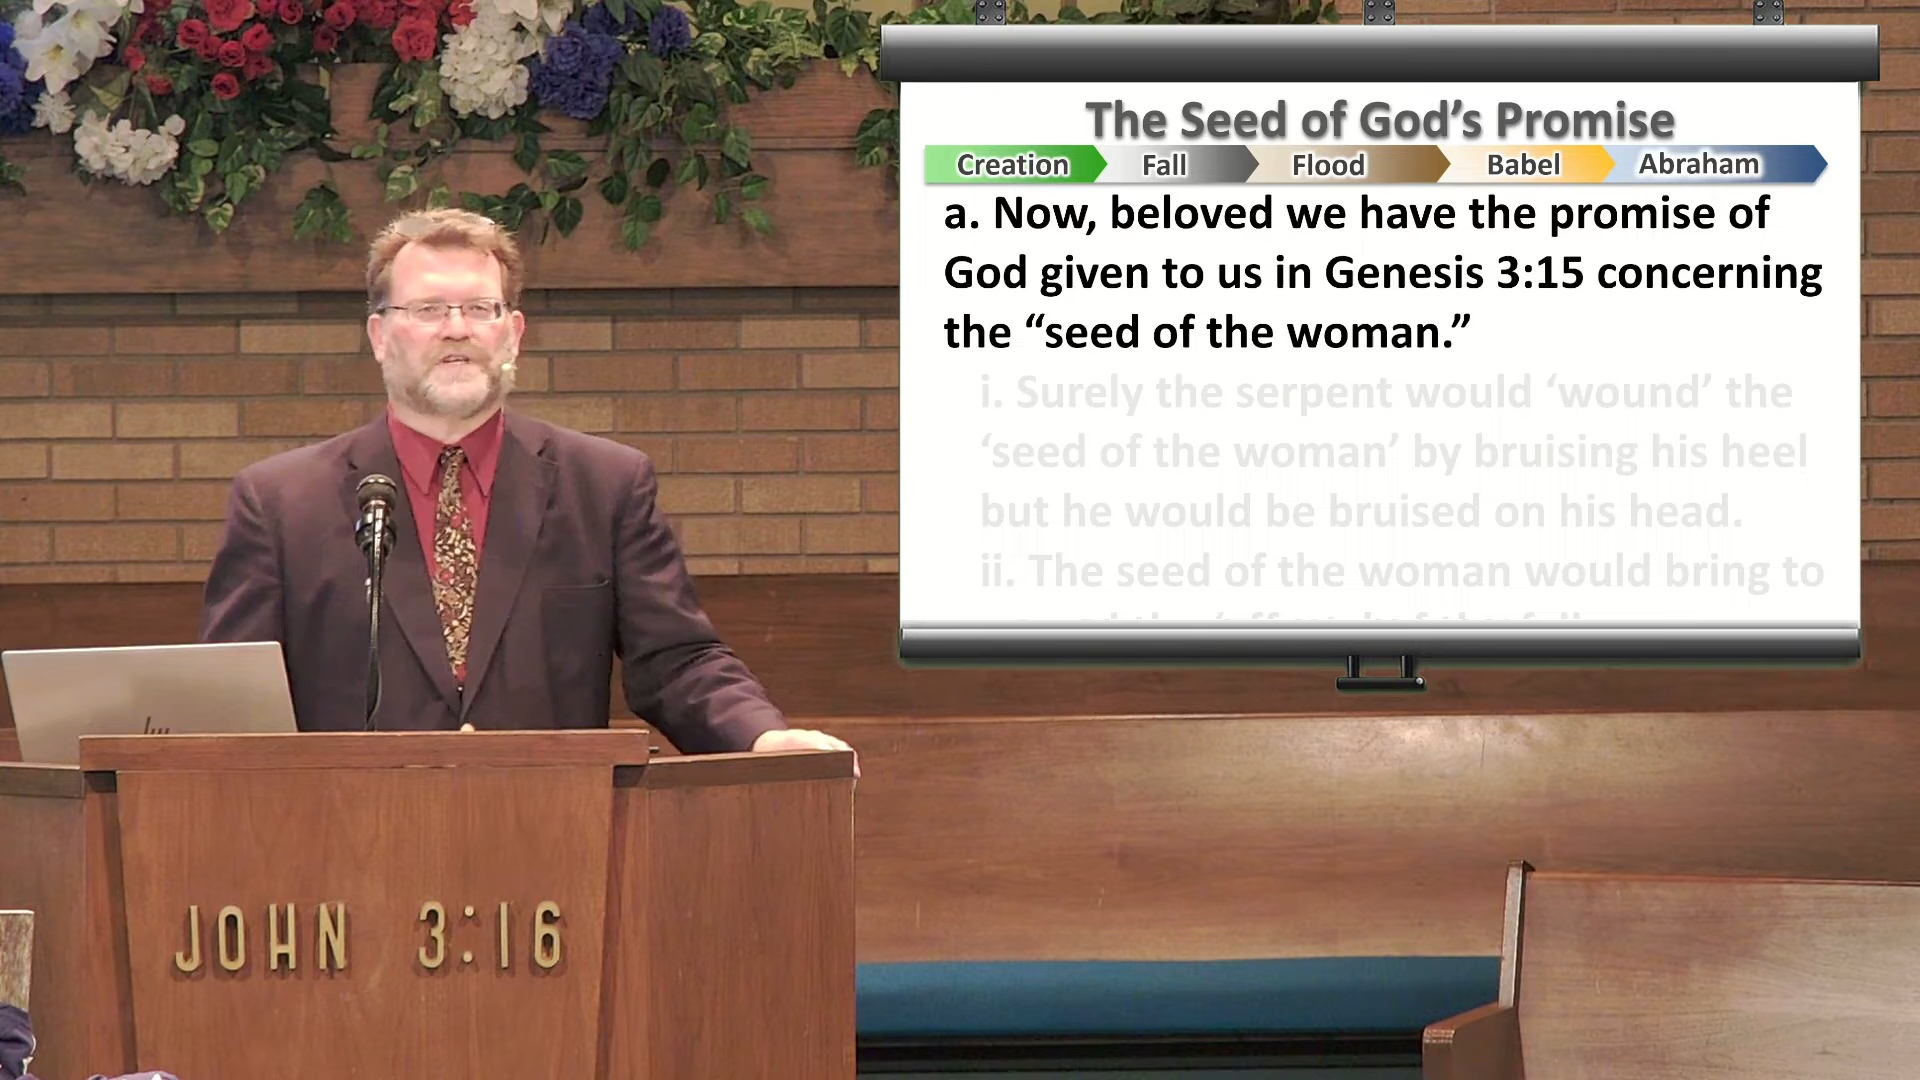 The Seed of God’s Promise
Creation Fall Flood Babel Abraham
a. Now, beloved we have the promise of
God given to us in Genesis 3:15 concerning
the “seed of the woman.”
i. Surely the serpent would ‘wound’ the
‘seed of the woman’ by bruising his heel
but he would be bruised on his head.
ii. The seed of the woman would bring to
hp
JOHN 3:16